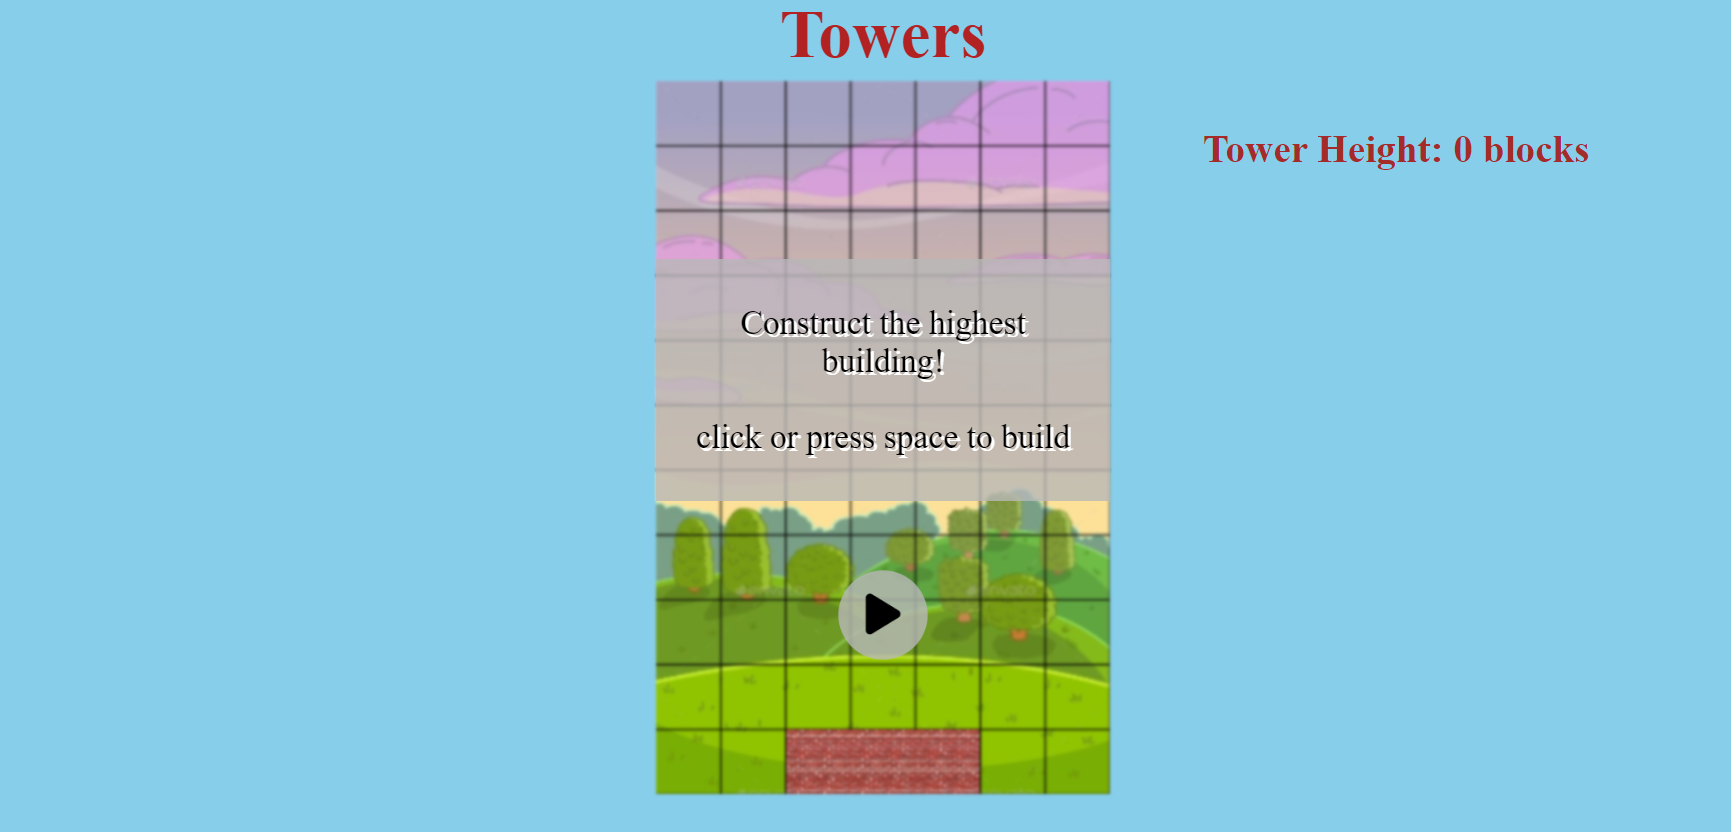 Towers
Tower Height: 0 blocks
Construct the highest
building!
click or press space to build